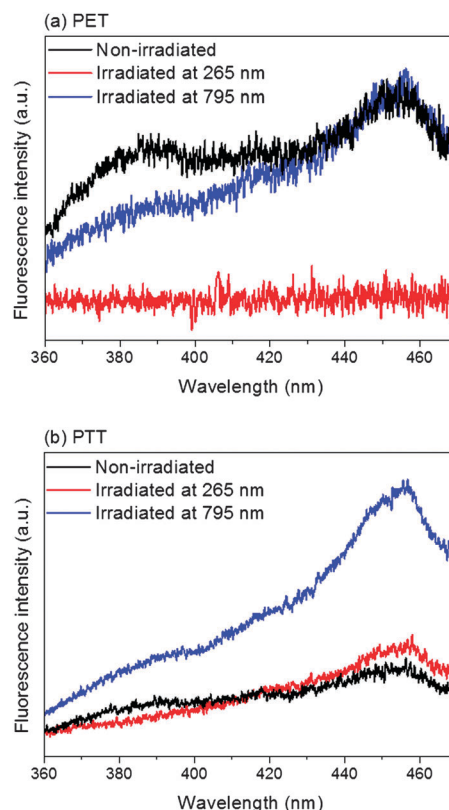 (a) PET
Non-irradiated
Irradiated at 265 nm
Irradiated at 795 nm
Fluorescence intensity (a.u.)
360 380 400 420 440 460
Wavelength (nm)
(b) PTT
Non-irradiated
Irradiated at 265 nm
Irradiated at 795 nm
Fluorescence intensity (a.u.)
360 380 400 420 440 460
Wavelength (nm)